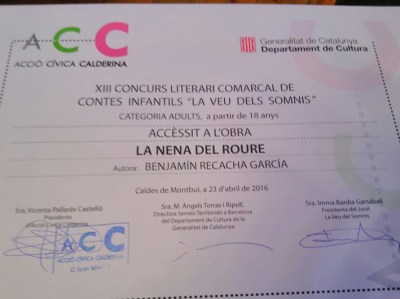 ACC
ACCIÓ CÍVICA CALDERINA
Generalitat de Catalunya
Departament de Cultura
XIII CONCURS LITERARI COMARCAL DE
CONTES INFANTILS "LA VEU DELS SOMNIS"
CATEGORIA ADULTS, a partir de 18 anys
ACCÈSSIT A L'OBRA
LA NENA DEL ROURE
Autora: BENJAMÍN RECACHA GARCÍA
Caldes de Montbui, a 23 d'abril de 2016
Sra. Vicenta Pallarès Castelló
Presidenta
d'Acció Cívica Calderina
Sra. M. Àngels Torras i Ripoll,
Directora Serveis Territorials a Barcelona
del Departament de Cultura de la
Generalitat de Catalunya
Sra. Imma Banba Garsaball
Presidenta del Jurat
La Veu del Somnis
ACC
ACCIÓ CÍVICA CALDERINA